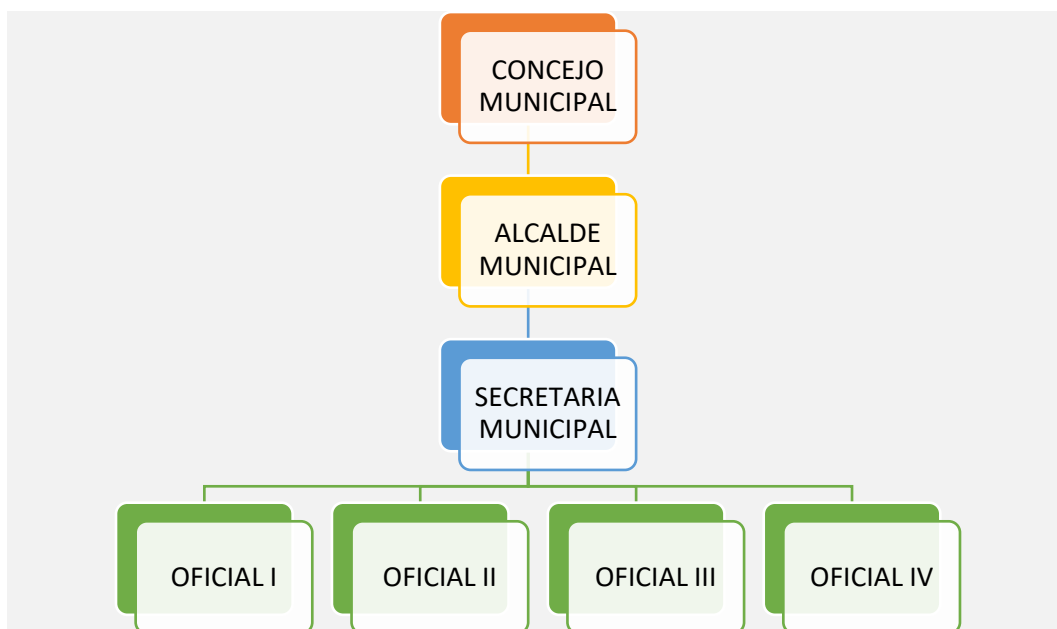 CONCEJO
MUNICIPAL
ALCALDE
MUNICIPAL
SECRETARIA
MUNICIPAL
OFICIAL I
OFICIAL II
OFICIAL III
OFICIAL IV